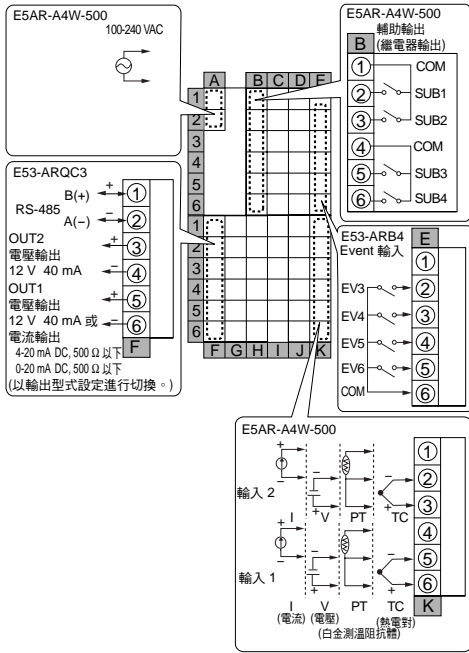 E5AR-A4W-500
100-240 VAC
E5AR-A4W-500
輔助輸出
(繼電器輸出)
B
① COM
② SUB1
③ SUB2
④ COM
⑤ SUB3
⑥ SUB4
A B C D E
1
2
3
4
5
6
1
2
3
4
5
6
F G H I J K
E53-ARQC3
RS-485
B(+) + ①
A(−) − ②
OUT2
電壓輸出
12 V 40 mA
+ ③
− ④
OUT1
電壓輸出
12 V 40 mA 或
電流輸出
+ ⑤
− ⑥
F
4-20 mA DC, 500 Ω 以下
0-20 mA DC, 500 Ω 以下
(以輸出型式設定進行切換。)
E53-ARB4
Event 輸入
E
①
EV3 ②
EV4 ③
EV5 ④
EV6 ⑤
COM ⑥
E5AR-A4W-500
輸入 2
+ − − 
I + V PT + TC
①
②
③
④
輸入 1
+ − −
+ +
⑤
⑥
I V PT TC K
(電流) (電壓) (熱電對)
(白金測溫阻抗體)